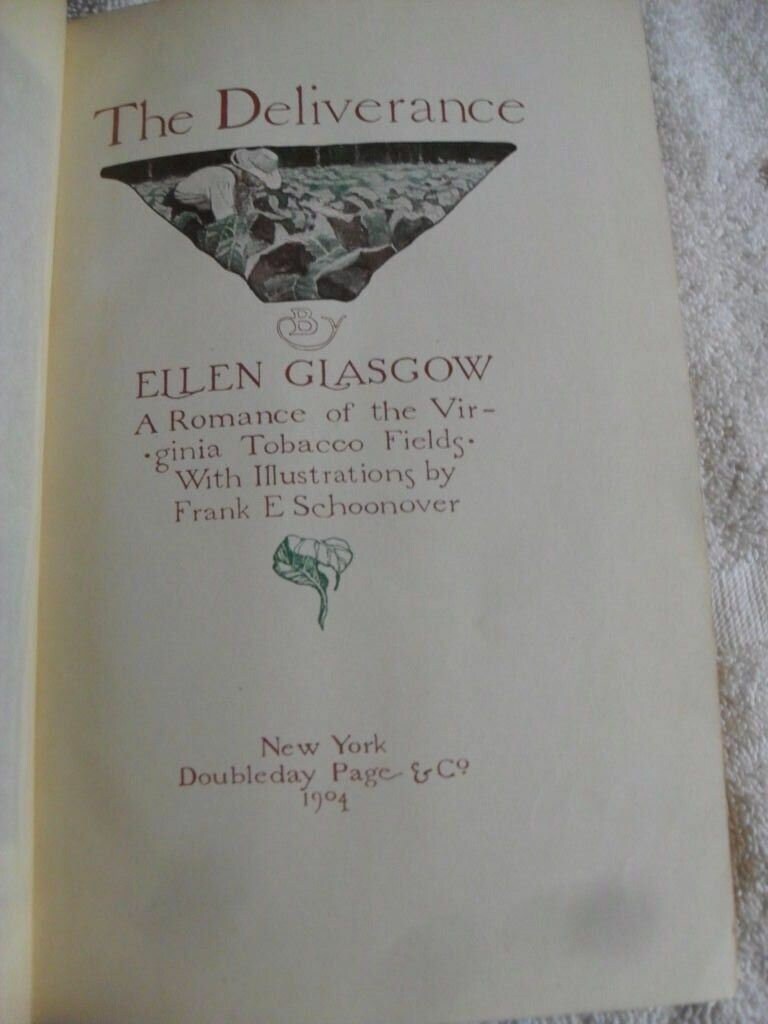 The Deliverance
By
ELLEN GLASGOW
A Romance of the Vir-
·ginia Tobacco Fields·
With Illustrations by
Frank E Schoonover
New York
Doubleday Page & Co
1904